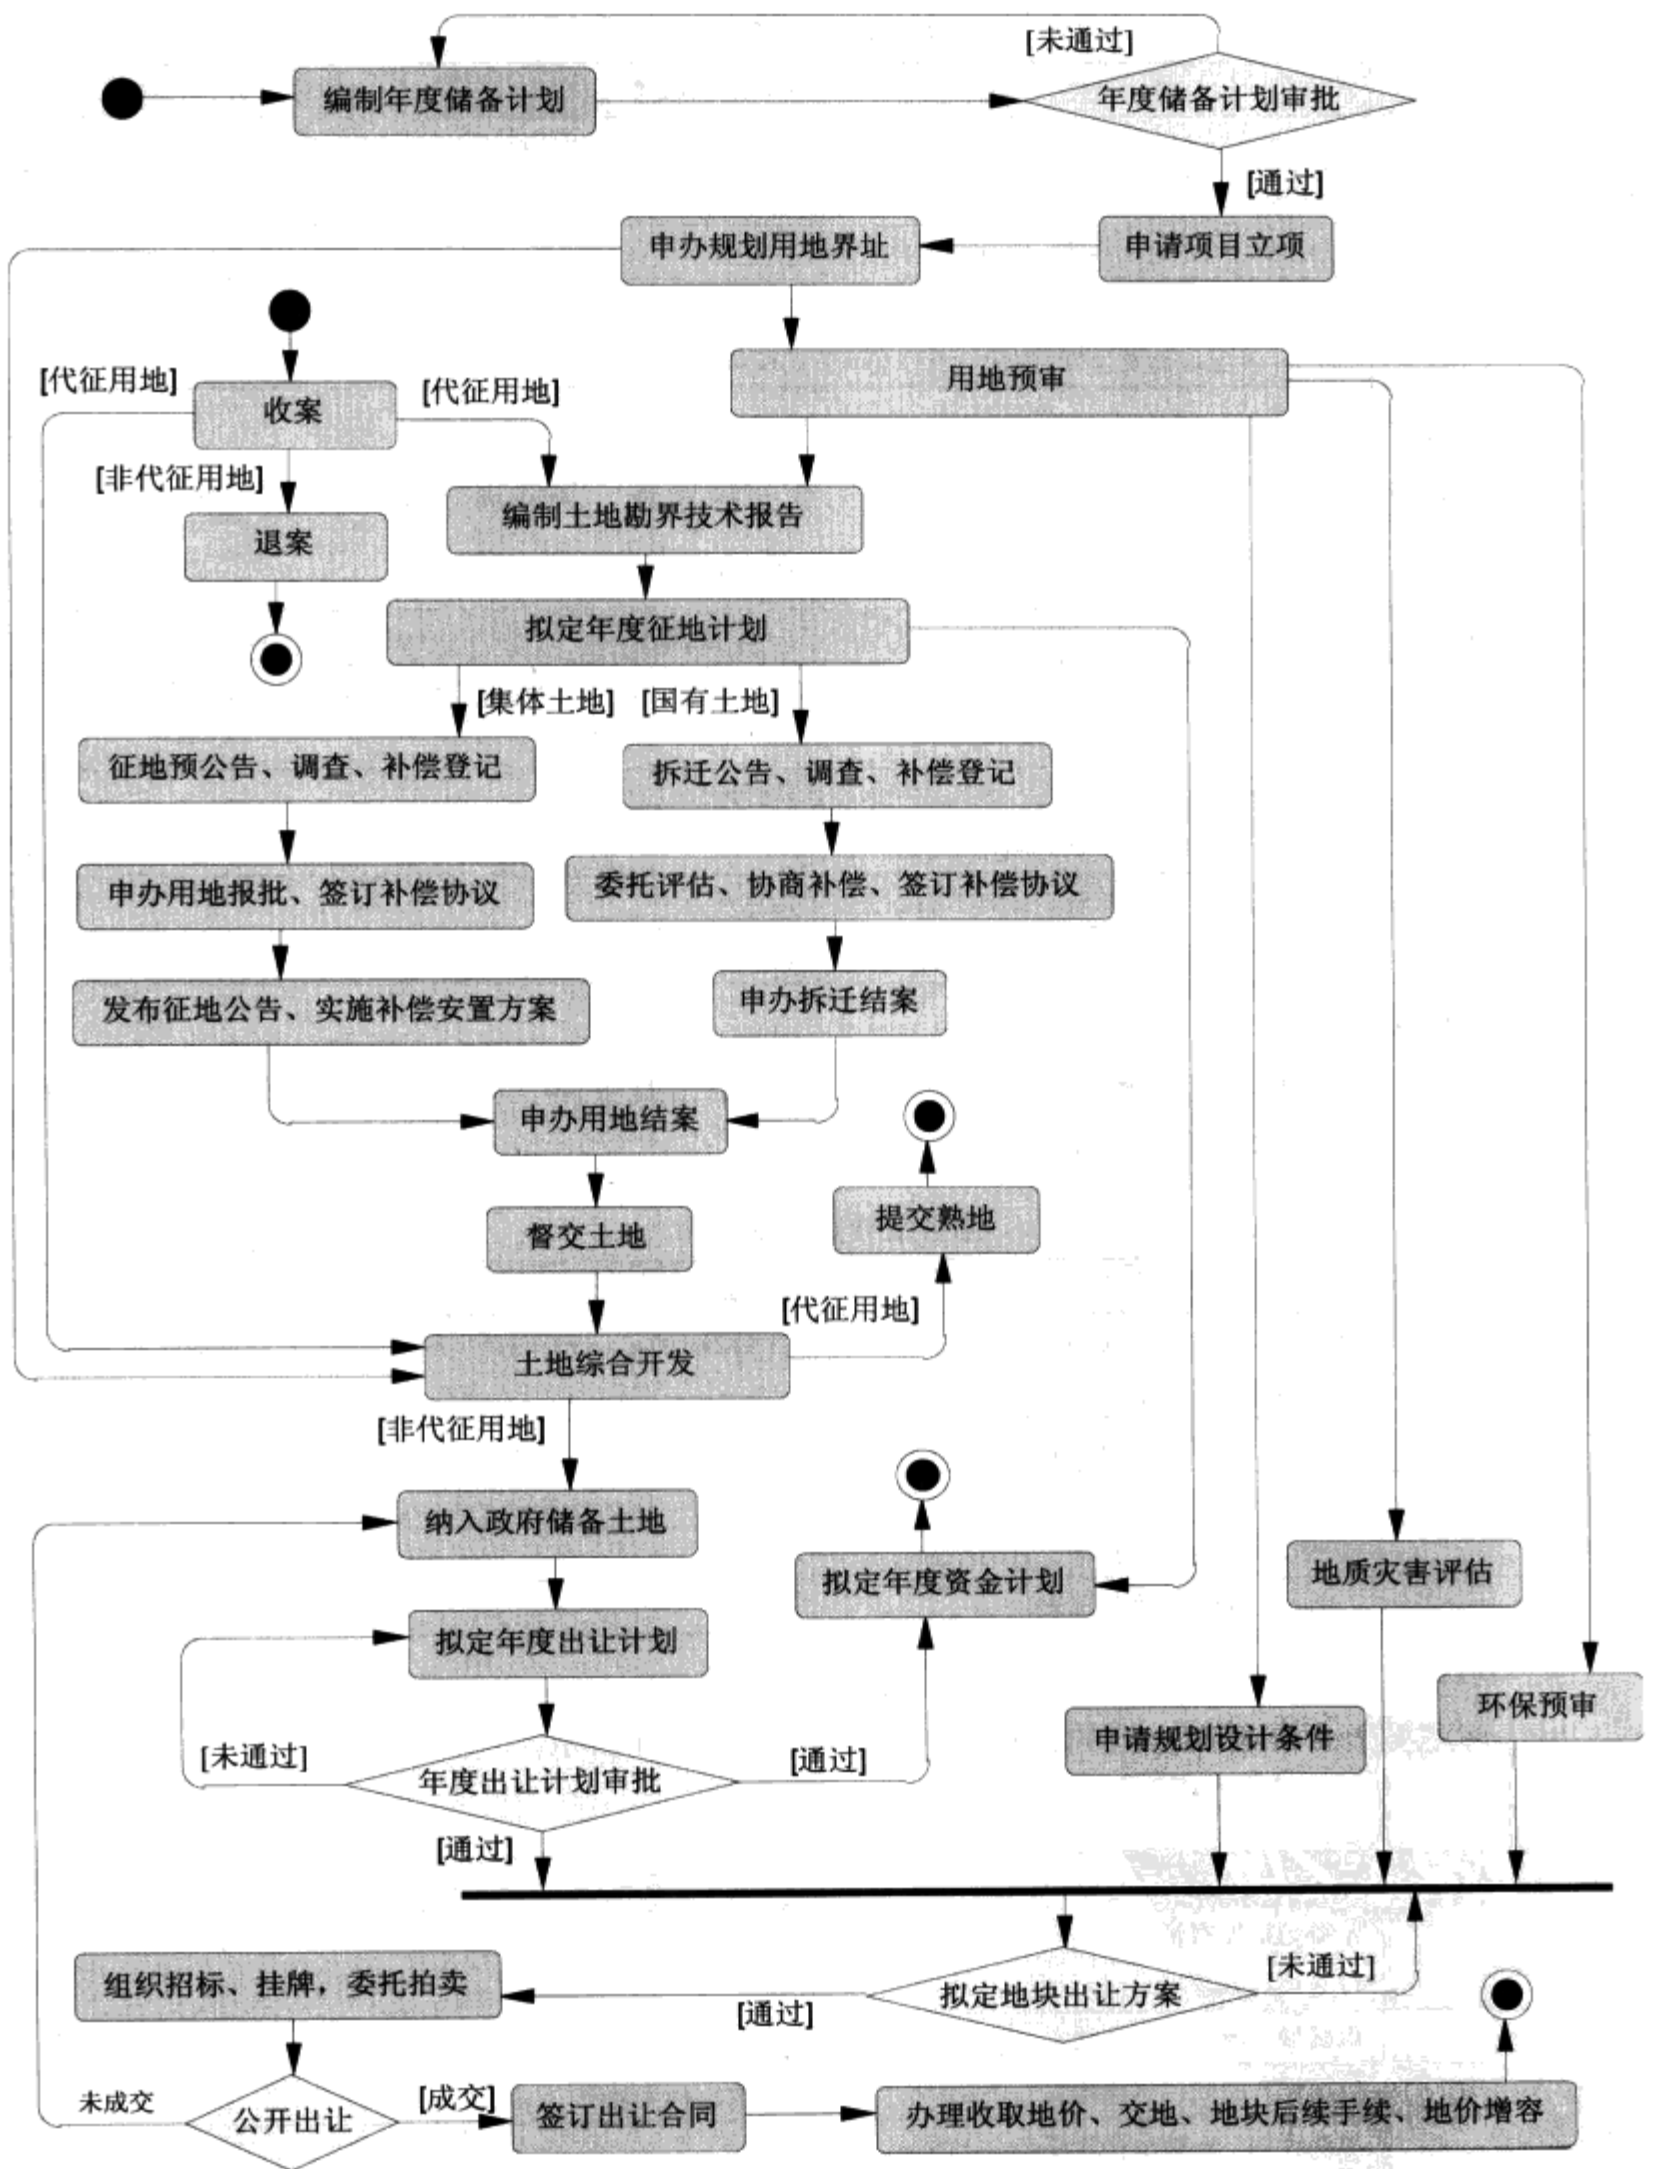 [未通过]
编制年度储备计划
年度储备计划审批
[通过]
申办规划用地界址
申请项目立项
[代征用地]
收案
[代征用地]
用地预审
[非代征用地]
退案
编制土地勘界技术报告
拟定年度征地计划
[集体土地]
[国有土地]
征地预公告、调查、补偿登记
拆迁公告、调查、补偿登记
申办用地报批、签订补偿协议
委托评估、协商补偿、签订补偿协议
发布征地公告、实施补偿安置方案
申办拆迁结案
申办用地结案
督交土地
提交熟地
[代征用地]
土地综合开发
[非代征用地]
纳入政府储备土地
拟定年度资金计划
地质灾害评估
拟定年度出让计划
环保预审
申请规划设计条件
[未通过]
年度出让计划审批
[通过]
[通过]
组织招标、挂牌，委托拍卖
[通过]
拟定地块出让方案
[未通过]
未成交
公开出让
[成交]
签订出让合同
办理收取地价、交地、地块后续手续、地价增容